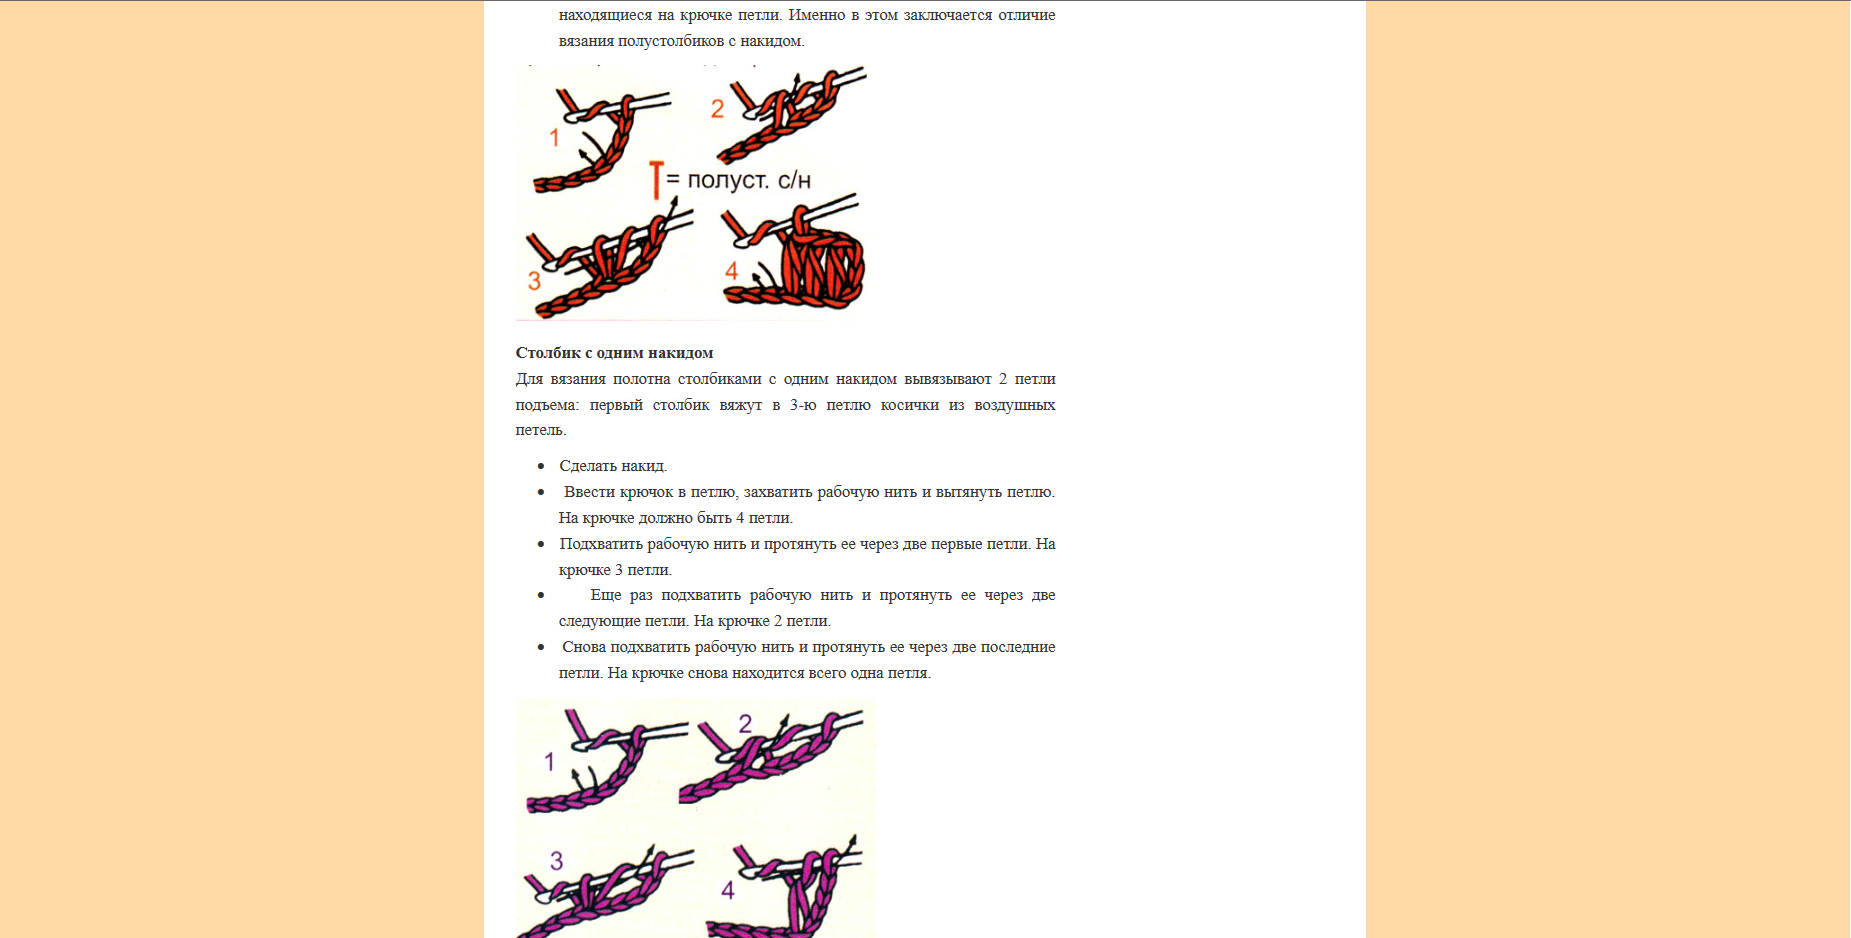 находящиеся на крючке петли. Именно в этом заключается отличие
вязания полустолбиков с накидом.
1
2
= полуст. с/н
3
4
Столбик с одним накидом
Для вязания полотна столбиками с одним накидом вывязывают 2 петли
подъема: первый столбик вяжут в 3-ю петлю косички из воздушных
петель.
• Сделать накид.
• Ввести крючок в петлю, захватить рабочую нить и вытянуть петлю.
На крючке должно быть 4 петли.
• Подхватить рабочую нить и протянуть ее через две первые петли. На
крючке 3 петли.
• Еще раз подхватить рабочую нить и протянуть ее через две
следующие петли. На крючке 2 петли.
• Снова подхватить рабочую нить и протянуть ее через две последние
петли. На крючке снова находится всего одна петля.
1
2
3
4